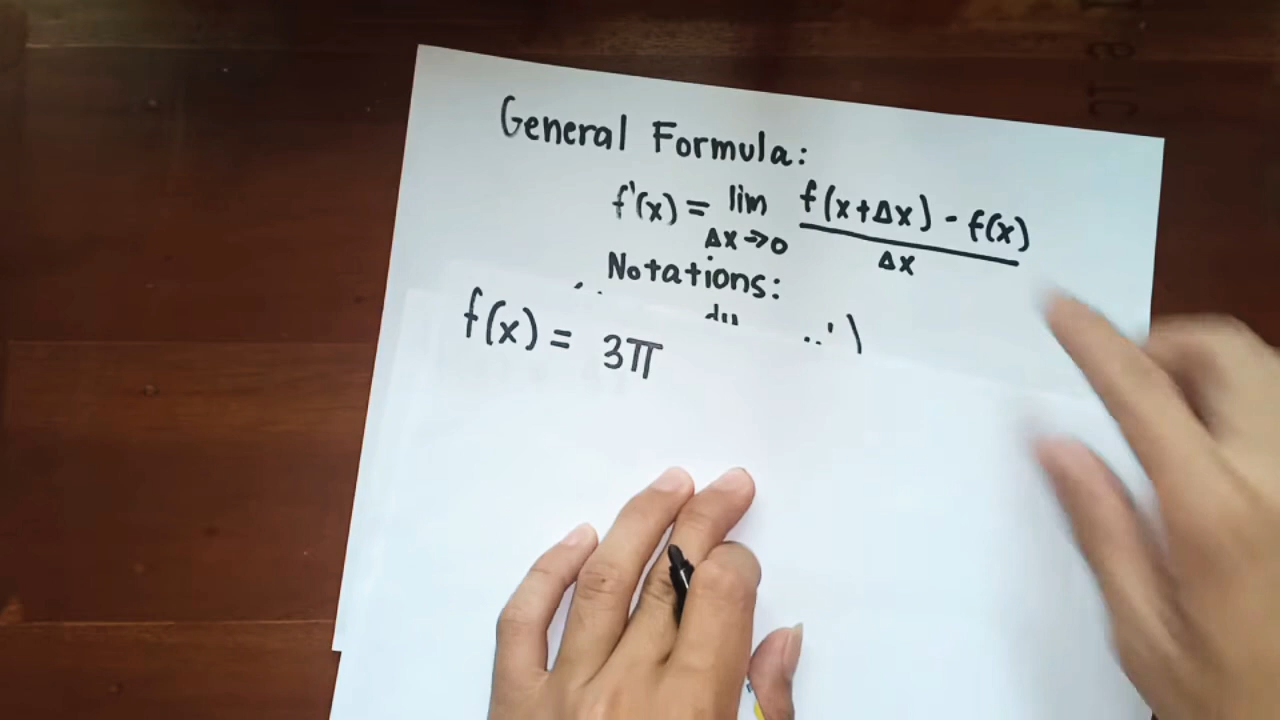 General Formula:
f'(x) = lim f(x+Δx) - f(x)
Δx→0 Δx
Notations:
f(x) = 3π